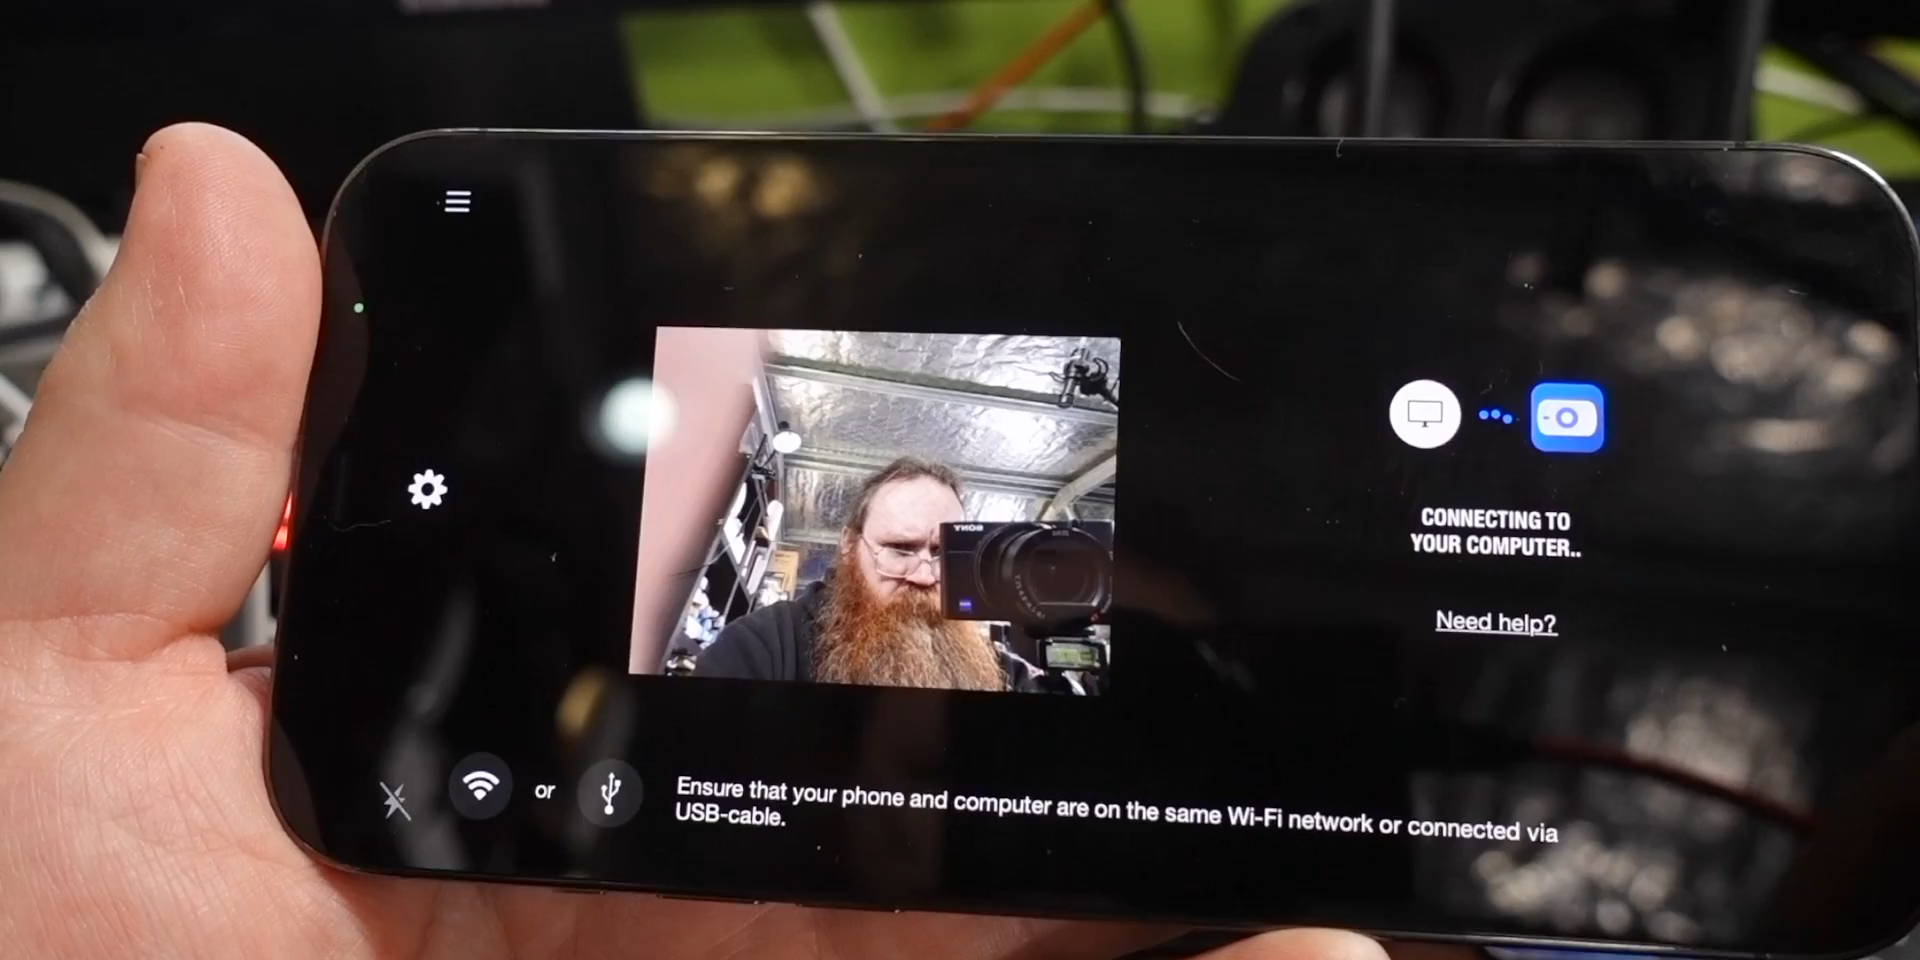 YNOS
CONNECTING TO
YOUR COMPUTER..
Need help?
or
Ensure that your phone and computer are on the same Wi-Fi network or connected via
USB-cable.